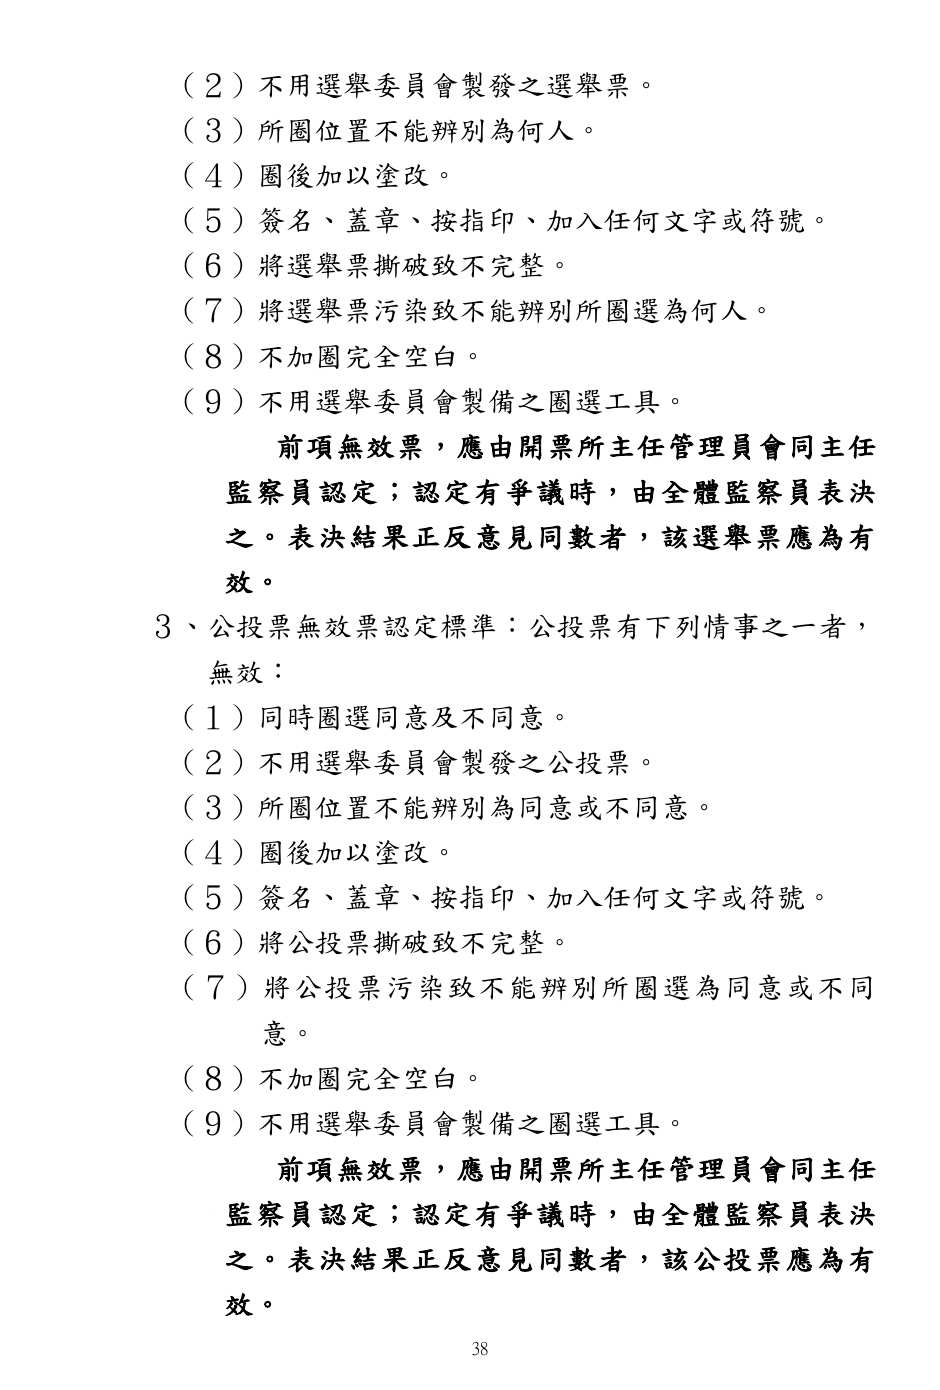 （2）不用選舉委員會製發之選舉票。
（3）所圈位置不能辨別為何人。
（4）圈後加以塗改。
（5）簽名、蓋章、按指印、加入任何文字或符號。
（6）將選舉票撕破致不完整。
（7）將選舉票污染致不能辨別所圈選為何人。
（8）不加圈完全空白。
（9）不用選舉委員會製備之圈選工具。
前項無效票，應由開票所主任管理員會同主任
監察員認定；認定有爭議時，由全體監察員表決
之。表決結果正反意見同數者，該選舉票應為有
效。
3、公投票無效票認定標準：公投票有下列情事之一者，
無效：
（1）同時圈選同意及不同意。
（2）不用選舉委員會製發之公投票。
（3）所圈位置不能辨別為同意或不同意。
（4）圈後加以塗改。
（5）簽名、蓋章、按指印、加入任何文字或符號。
（6）將公投票撕破致不完整。
（7）將公投票污染致不能辨別所圈選為同意或不同
意。
（8）不加圈完全空白。
（9）不用選舉委員會製備之圈選工具。
前項無效票，應由開票所主任管理員會同主任
監察員認定；認定有爭議時，由全體監察員表決
之。表決結果正反意見同數者，該公投票應為有
效。
38